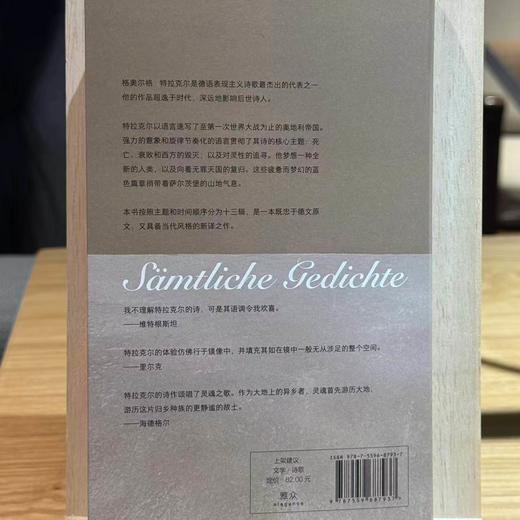 格奥尔格·特拉克尔是德语表现主义诗歌最杰出的代表之一
他的作品超逸于时代，深远地影响后世诗人。
特拉克尔以语言速写了至第一次世界大战为止的奥地利帝国。
强力的意象和旋律节奏化的语言贯彻了其诗的核心主题：死
亡、衰败和西方的毁灭，以及对灵性的追寻。他梦想一种全
新的人类，以及向着无罪天国的复归。这些疲惫而梦幻的蓝
色篇章捎带着萨尔茨堡的山地气息。
本书按照主题和时间顺序分为十三辑，是一本既忠于德文原
文，又具备当代风格的新译之作。
Sämtliche Gedichte
我不理解特拉克尔的诗，可是其语调令我欢喜。
——维特根斯坦
特拉克尔的体验仿佛行于镜像中，并填充其如在镜中一般无从涉足的整个空间。
——里尔克
特拉克尔的诗作颂唱了灵魂之歌。作为大地上的异乡者，灵魂首先游历大地，
游历这片归乡种族的更静谧的故土。
——海德格尔
上架建议：
文学／诗歌
定价：82.00 元
雅众
elegance
ISBN 978-7-5596-8793-7
9 787559 687937